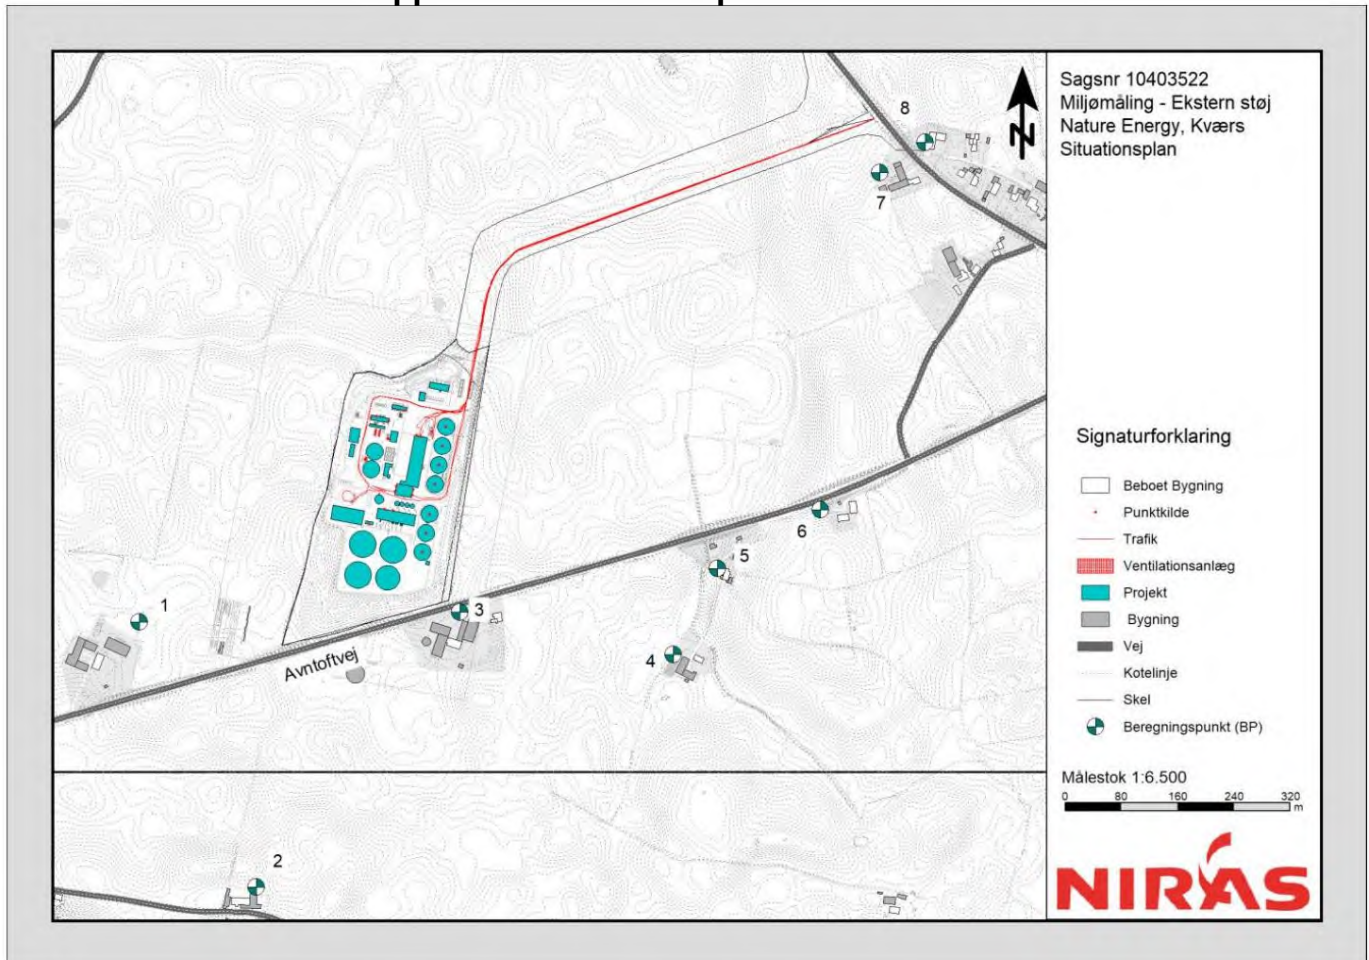 Sagsnr 10403522
Miljømåling - Ekstern støj
Nature Energy, Kværs
Situationsplan
N
8
7
6
5
1
3
4
Avntoftvej
2
Signaturforklaring
Beboet Bygning
Punktkilde
Trafik
Ventilationsanlæg
Projekt
Bygning
Vej
Kotelinje
Skel
Beregningspunkt (BP)
Målestok 1:6.500
0 80 160 240 320
m
NIRAS